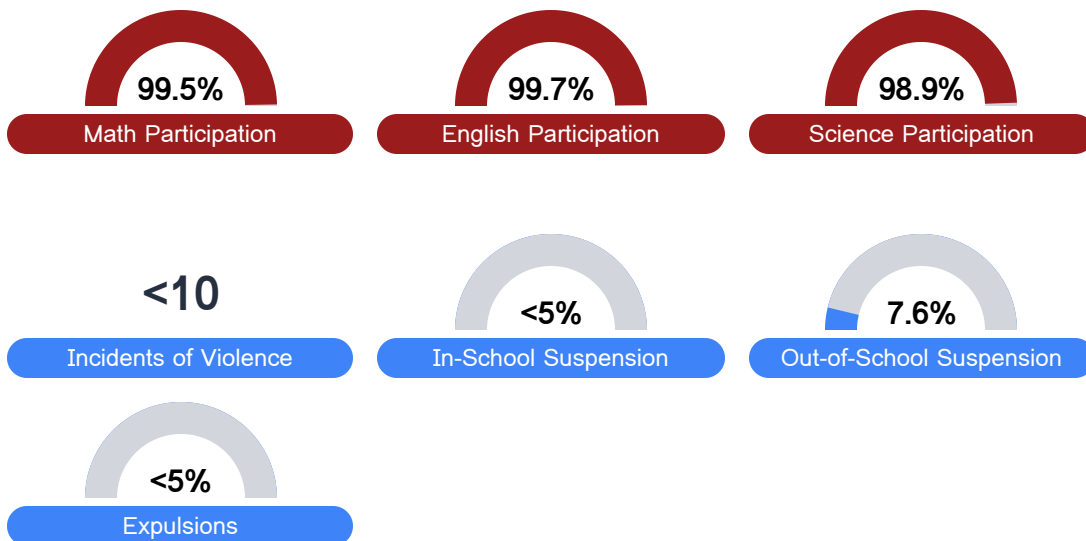 99.5%
Math Participation
99.7%
English Participation
98.9%
Science Participation
<10
Incidents of Violence
<5%
In-School Suspension
7.6%
Out-of-School Suspension
<5%
Expulsions